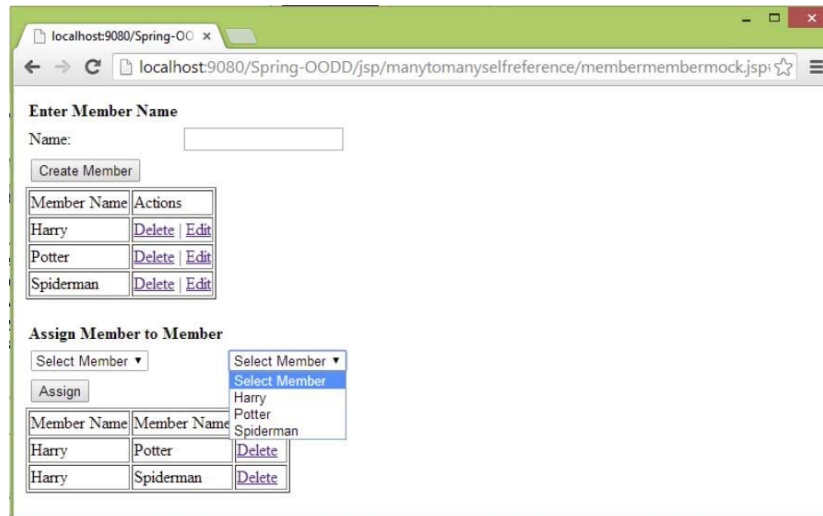 localhost:9080/Spring-OO
localhost:9080/Spring-OODD/jsp/manytomanyselfreference/membermembermock.jsp
Enter Member Name
Name:
Create Member
Member Name Actions
Harry Delete | Edit
Potter Delete | Edit
Spiderman Delete | Edit
Assign Member to Member
Select Member Select Member
Select Member
Harry
Potter
Spiderman
Assign
Member Name Member Name
Harry Potter Delete
Harry Spiderman Delete